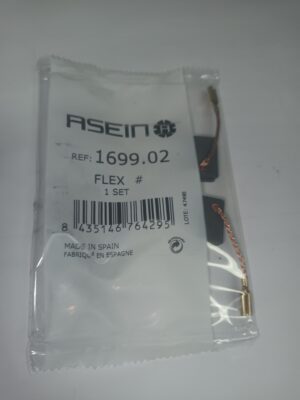 ASEIN
REF: 1699.02
FLEX #
1 SET
8 435146 764295
MADE IN SPAIN
FABRIQUÉ EN ESPAGNE